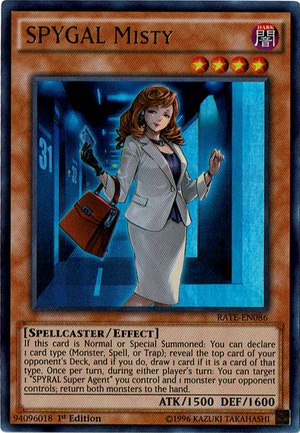 SPYGAL Misty
DARK
闇
31
RATE-EN086
[Spellcaster/Effect]
If this card is Normal or Special Summoned: You can declare
1 card type (Monster, Spell, or Trap); reveal the top card of your
opponent's Deck, and if you do, draw 1 card if it is a card of that
type. Once per turn, during either player's turn: You can target
1 "SPYRAL Super Agent" you control and 1 monster your opponent
controls; return both monsters to the hand.
ATK/1500 DEF/1600
94096018 1st Edition ©1996 KAZUKI TAKAHASHI